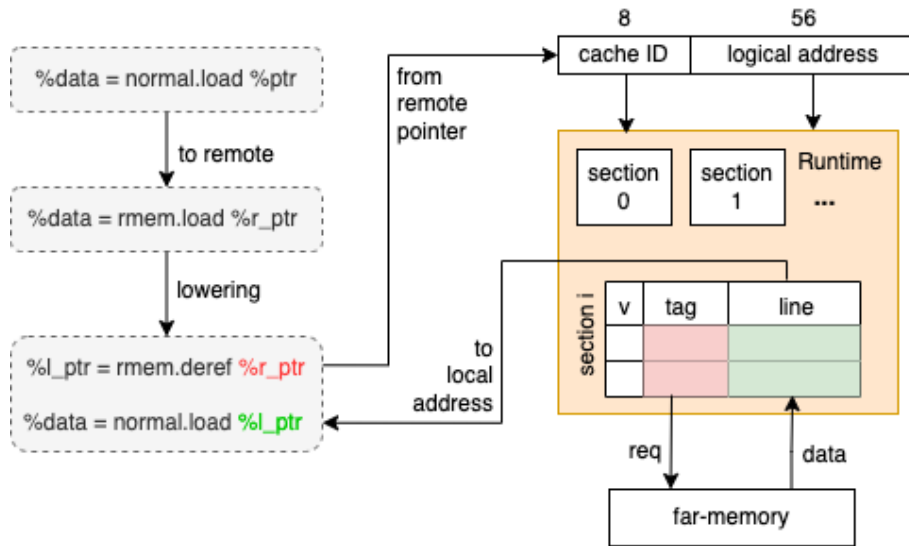 %data = normal.load %ptr
to remote
%data = rmem.load %r_ptr
lowering
%l_ptr = rmem.deref %r_ptr
%data = normal.load %l_ptr
from
remote
pointer
8
56
cache ID
logical address
section
0
section
1
Runtime
...
section i
v
tag
line
to
local
address
req
data
far-memory